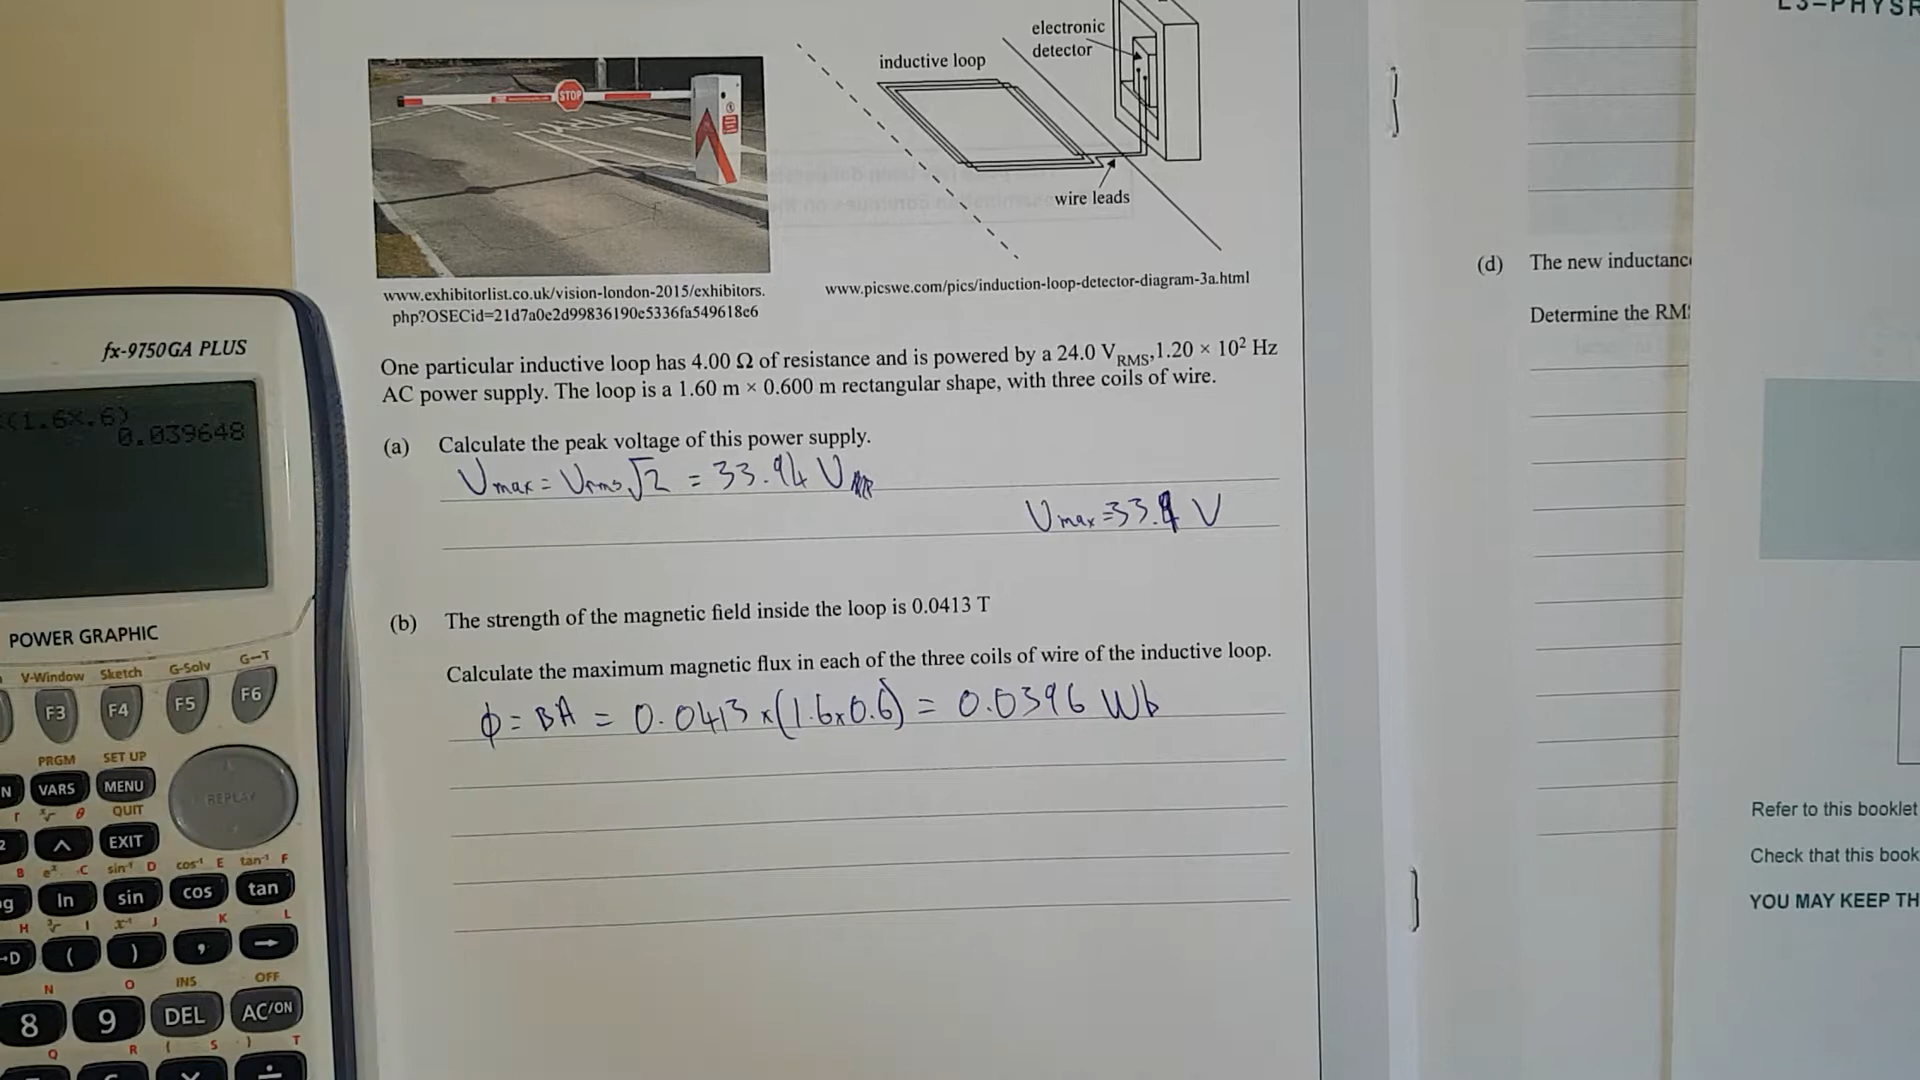 L3–PHYSR
electronic
detector
inductive loop
wire leads
STOP
www.exhibitorlist.co.uk/vision-london-2015/exhibitors.
php?OSECid=21d7a0e2d99836190e5336fa549618e6
www.picswe.com/pics/induction-loop-detector-diagram-3a.html
One particular inductive loop has 4.00 Ω of resistance and is powered by a 24.0 VRMS, 1.20 × 10² Hz
AC power supply. The loop is a 1.60 m × 0.600 m rectangular shape, with three coils of wire.
(a) Calculate the peak voltage of this power supply.
Vmax = Vrms √2 = 33.94 V
Vmax = 33.9 V
(b) The strength of the magnetic field inside the loop is 0.0413 T
Calculate the maximum magnetic flux in each of the three coils of wire of the inductive loop.
ϕ = BA = 0.0413 x (1.6x0.6) = 0.0396 Wb
(d) The new inductanc
Determine the RM
Refer to this booklet
Check that this book
YOU MAY KEEP TH
fx-9750GA PLUS
(1.6×.6)
0.039648
POWER GRAPHIC
V-Window Sketch G-Solv G↔T
F3 F4 F5 F6
PRGM SET UP
VARS MENU
REPLAY
QUIT
^ EXIT
sin⁻¹ D cos⁻¹ E tan⁻¹ F
ln sin cos tan
( ) , →
INS OFF
8 9 DEL AC/ON